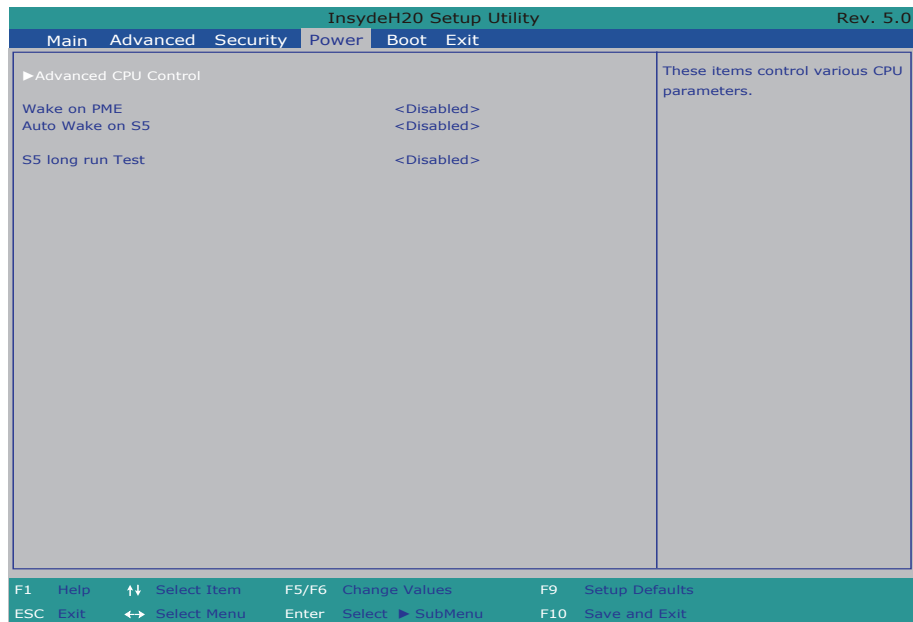 InsydeH20 Setup Utility Rev. 5.0
Main Advanced Security Power Boot Exit
►Advanced CPU Control
These items control various CPU
parameters.
Wake on PME <Disabled>
Auto Wake on S5 <Disabled>
S5 long run Test <Disabled>
F1 Help ↑↓ Select Item F5/F6 Change Values F9 Setup Defaults
ESC Exit ↔ Select Menu Enter Select ► SubMenu F10 Save and Exit